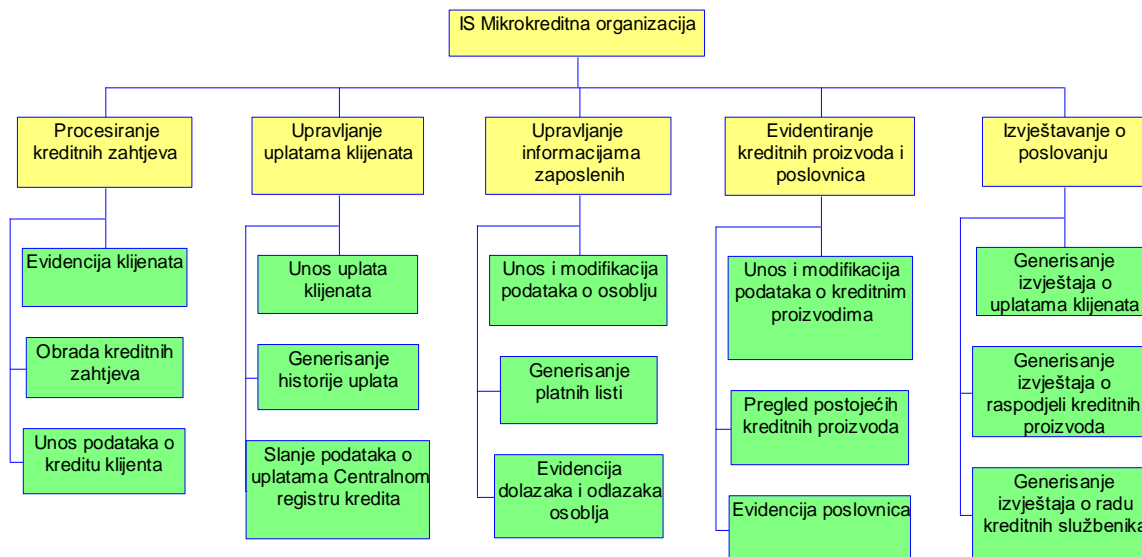 IS Mikrokreditna organizacija
Procesiranje
kreditnih zahtjeva
Evidencija klijenata
Obrada kreditnih
zahtjeva
Unos podataka o
kreditu klijenta
Upravljanje
uplatama klijenata
Unos uplata
klijenata
Generisanje
historije uplata
Slanje podataka o
uplatama Centralnom
registru kredita
Upravljanje
informacijama
zaposlenih
Unos i modifikacija
podataka o osoblju
Generisanje
platnih listi
Evidencija
dolazaka i odlazaka
osoblja
Evidentiranje
kreditnih proizvoda i
poslovnica
Unos i modifikacija
podataka o kreditnim
proizvodima
Pregled postojećih
kreditnih proizvoda
Evidencija poslovnica
Izvještavanje o
poslovanju
Generisanje
izvještaja o
uplatama klijenata
Generisanje
izvještaja o
raspodjeli kreditnih
proizvoda
Generisanje
izvještaja o radu
kreditnih službenika